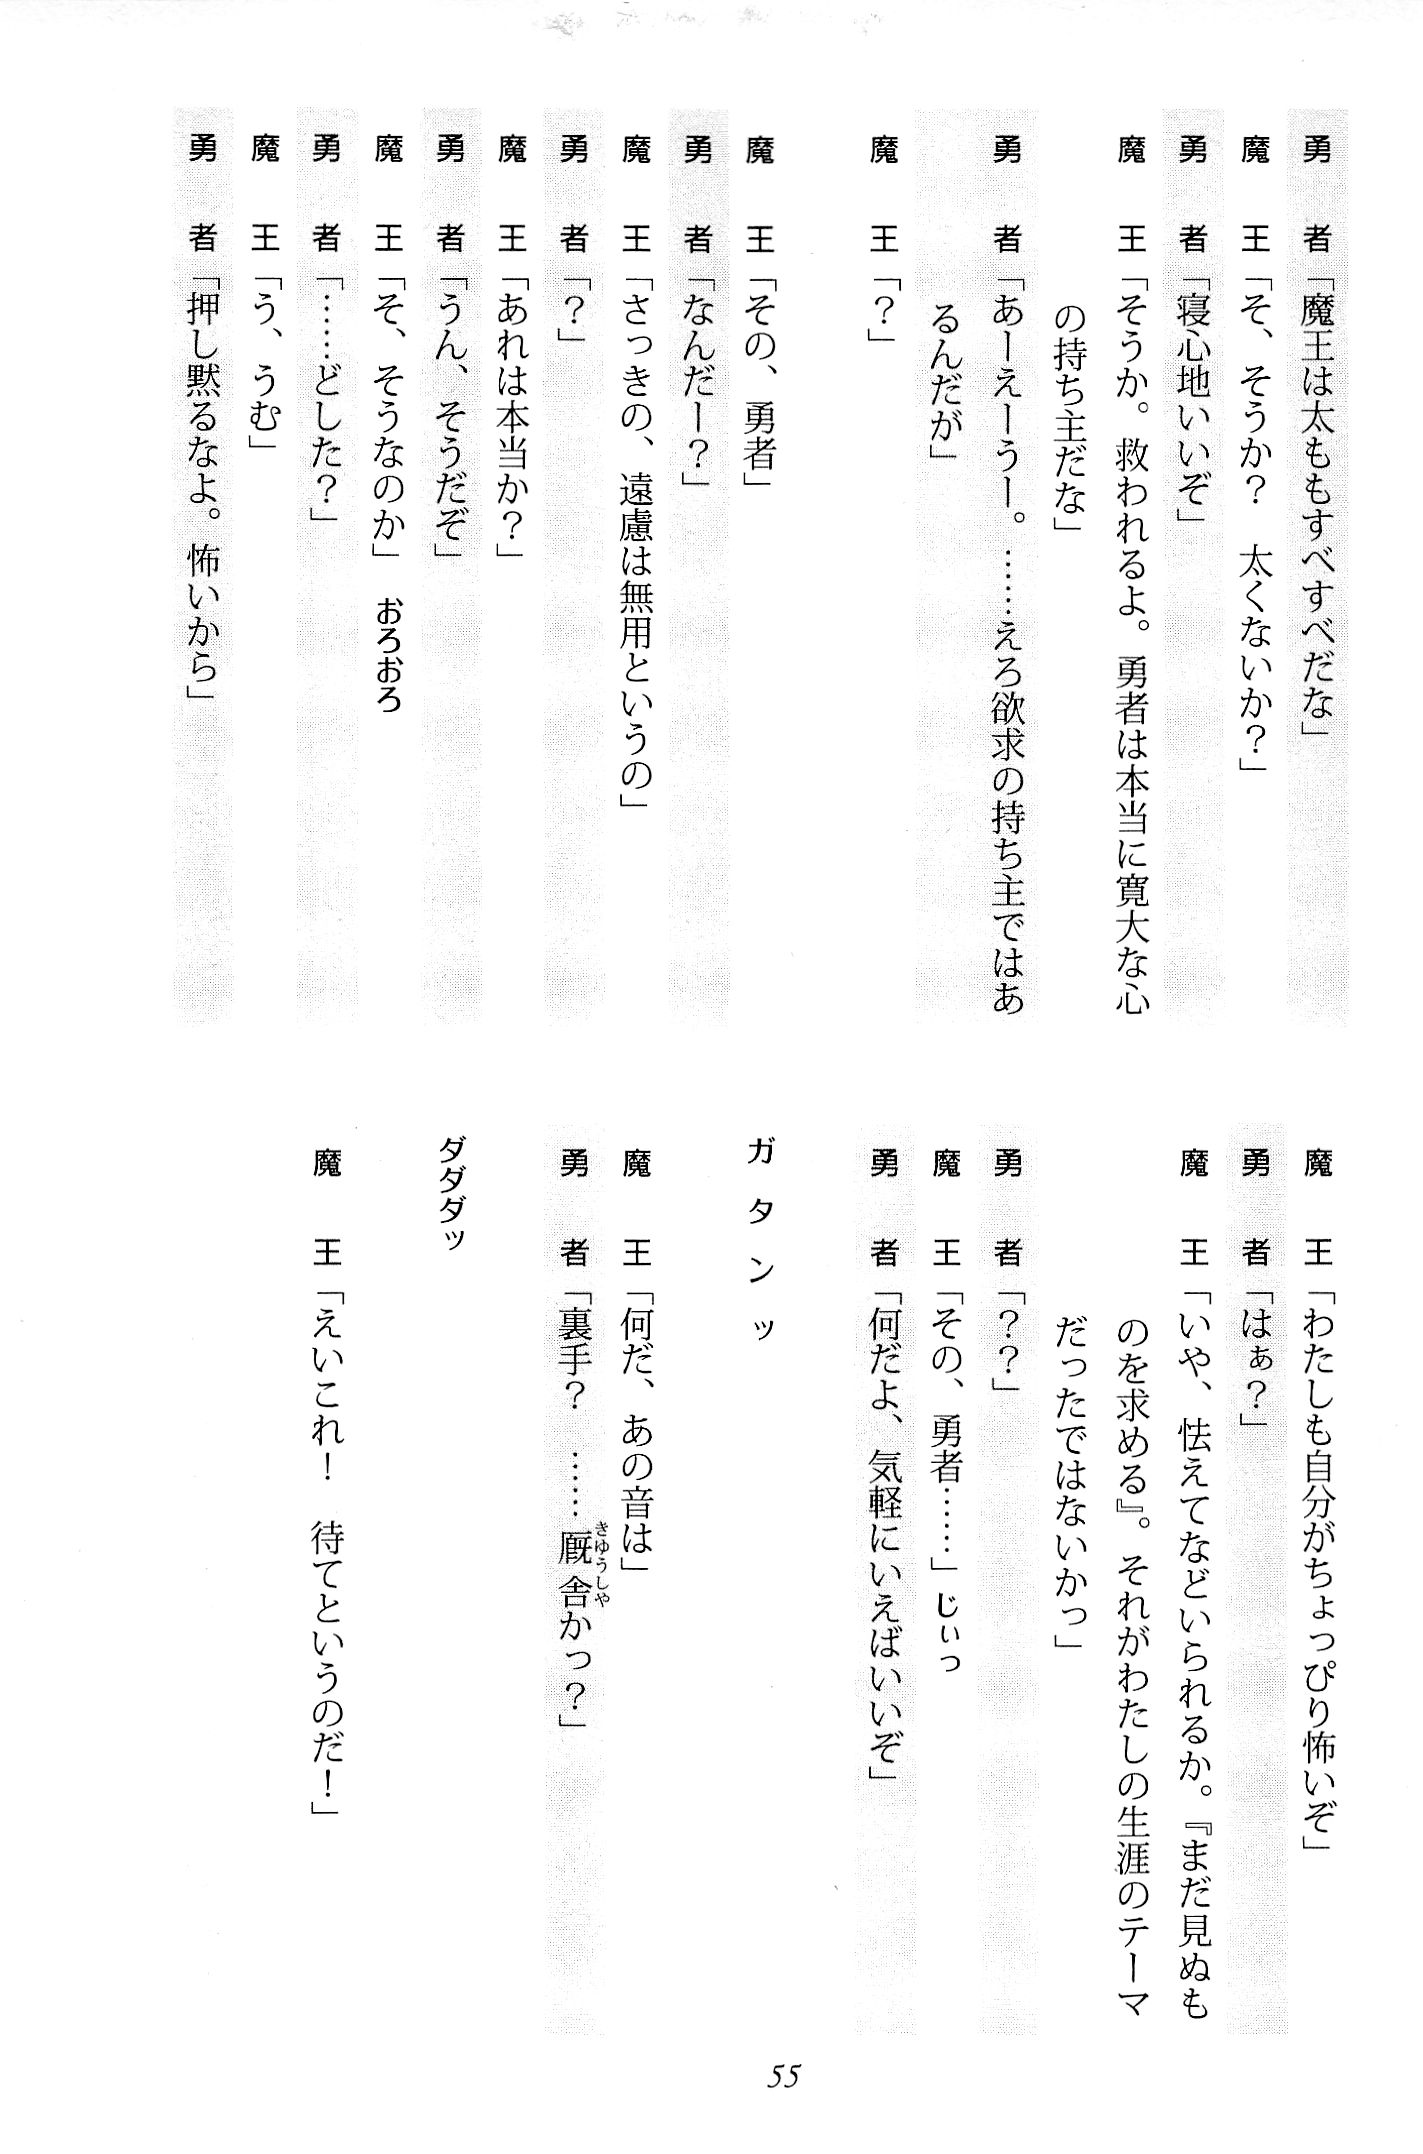 勇者「魔王は太ももすべすべだな」
魔王「そ、そうか？　太くないか？」
勇者「寝心地いいぞ」
魔王「そうか。救われるよ。勇者は本当に寛大な心
の持ち主だな」
勇者「あーえーうー。……えろ欲求の持ち主ではあ
るんだが」
魔王「？」
魔王「その、勇者」
勇者「なんだー？」
魔王「さっきの、遠慮は無用というの」
勇者「？」
魔王「あれは本当か？」
勇者「うん、そうだぞ」
魔王「そ、そうなのか」おろおろ
勇者「……どした？」
魔王「う、うむ」
勇者「押し黙るなよ。怖いから」
魔王「わたしも自分がちょっぴり怖いぞ」
勇者「はぁ？」
魔王「いや、怯えてなどいられるか。『まだ見ぬも
のを求める』。それがわたしの生涯のテーマ
だったではないかっ」
勇者「？？」
魔王「その、勇者……」じぃっ
勇者「何だよ、気軽にいえばいいぞ」
ガタンッ
魔王「何だ、あの音は」
勇者「裏手？　……厩舎かっ？」
きゅうしゃ
ダダダッ
魔王「えいこれ！　待てというのだ！」
55